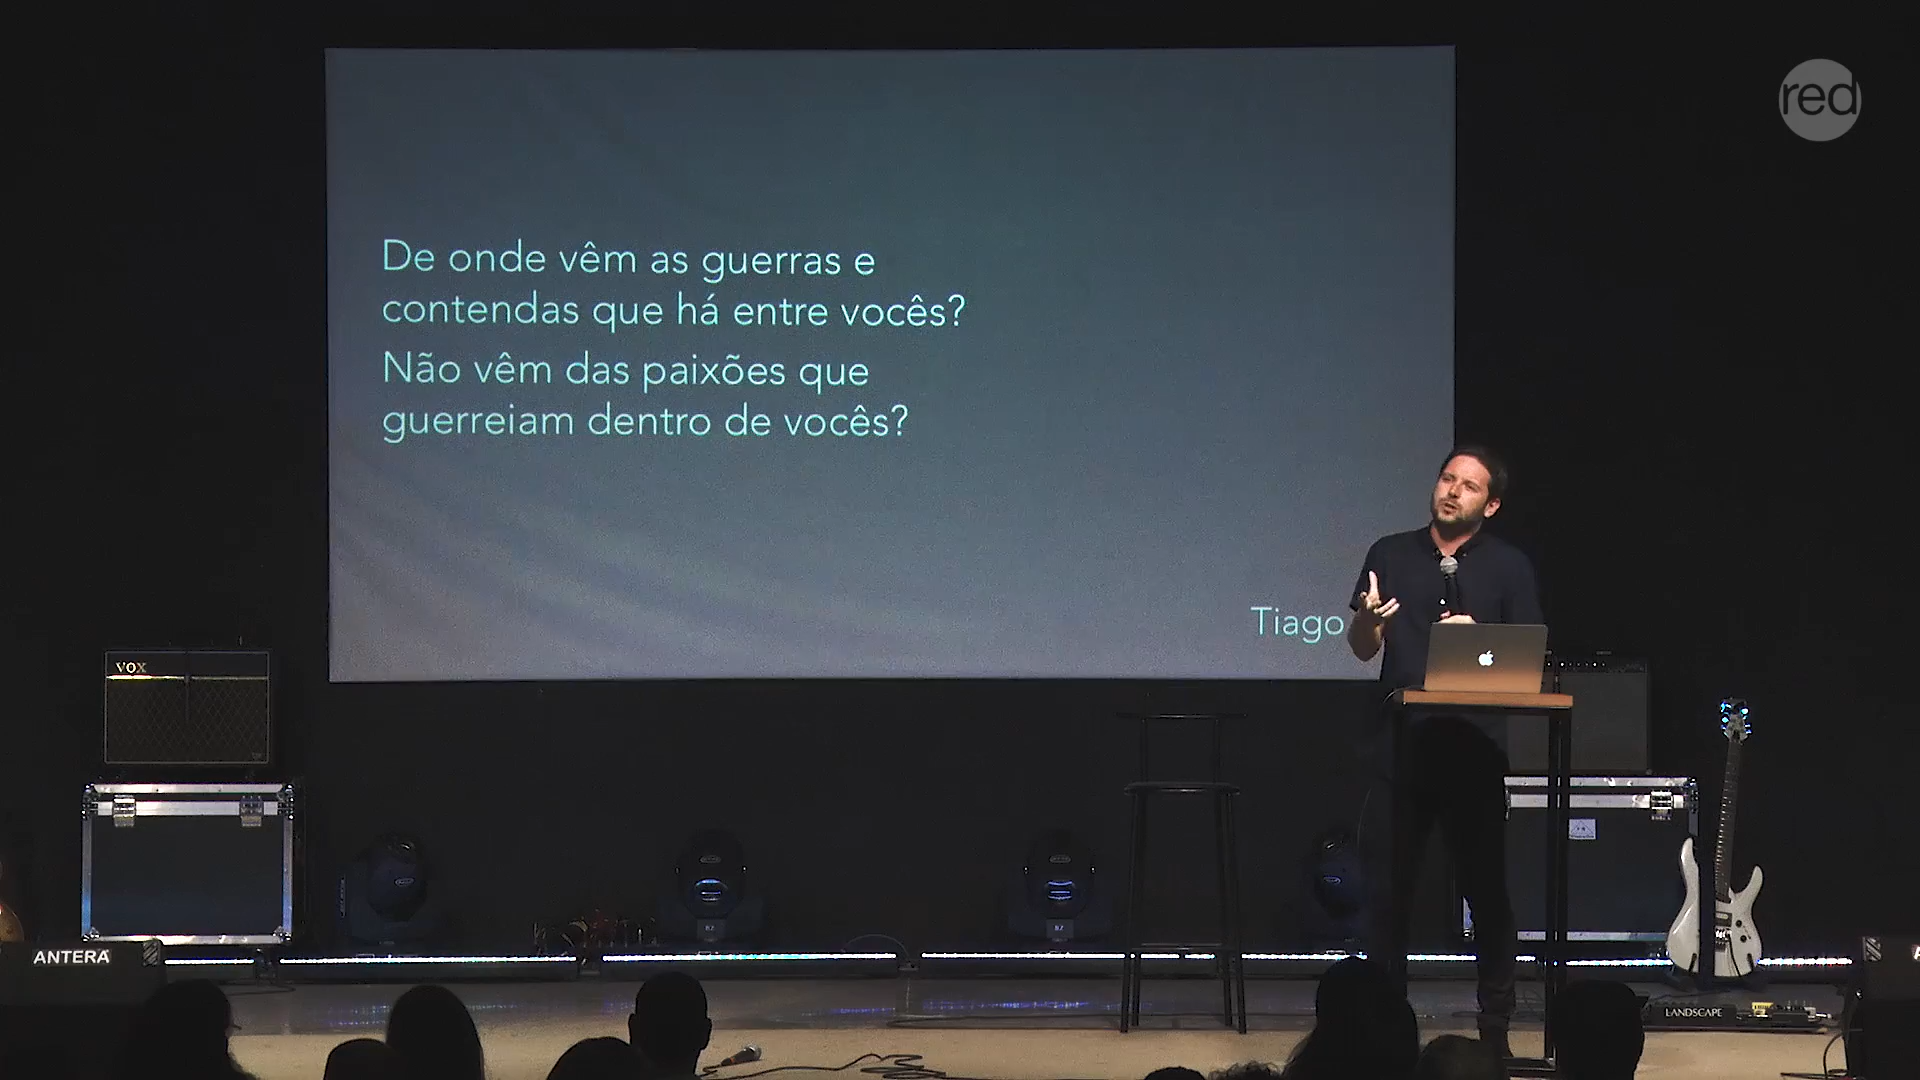 red
De onde vêm as guerras e
contendas que há entre vocês?
Não vêm das paixões que
guerreiam dentro de vocês?
Tiago
VOX
ANTERA
LANDSCAPE